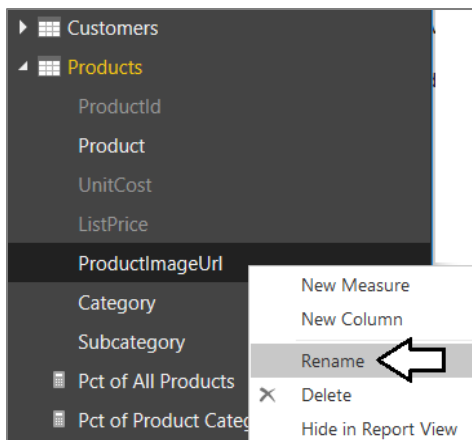 Customers
Products
ProductId
Product
UnitCost
ListPrice
ProductImageUrl
Category
Subcategory
Pct of All Products
Pct of Product
New Measure
New Column
Rename
Delete
Hide in Report View